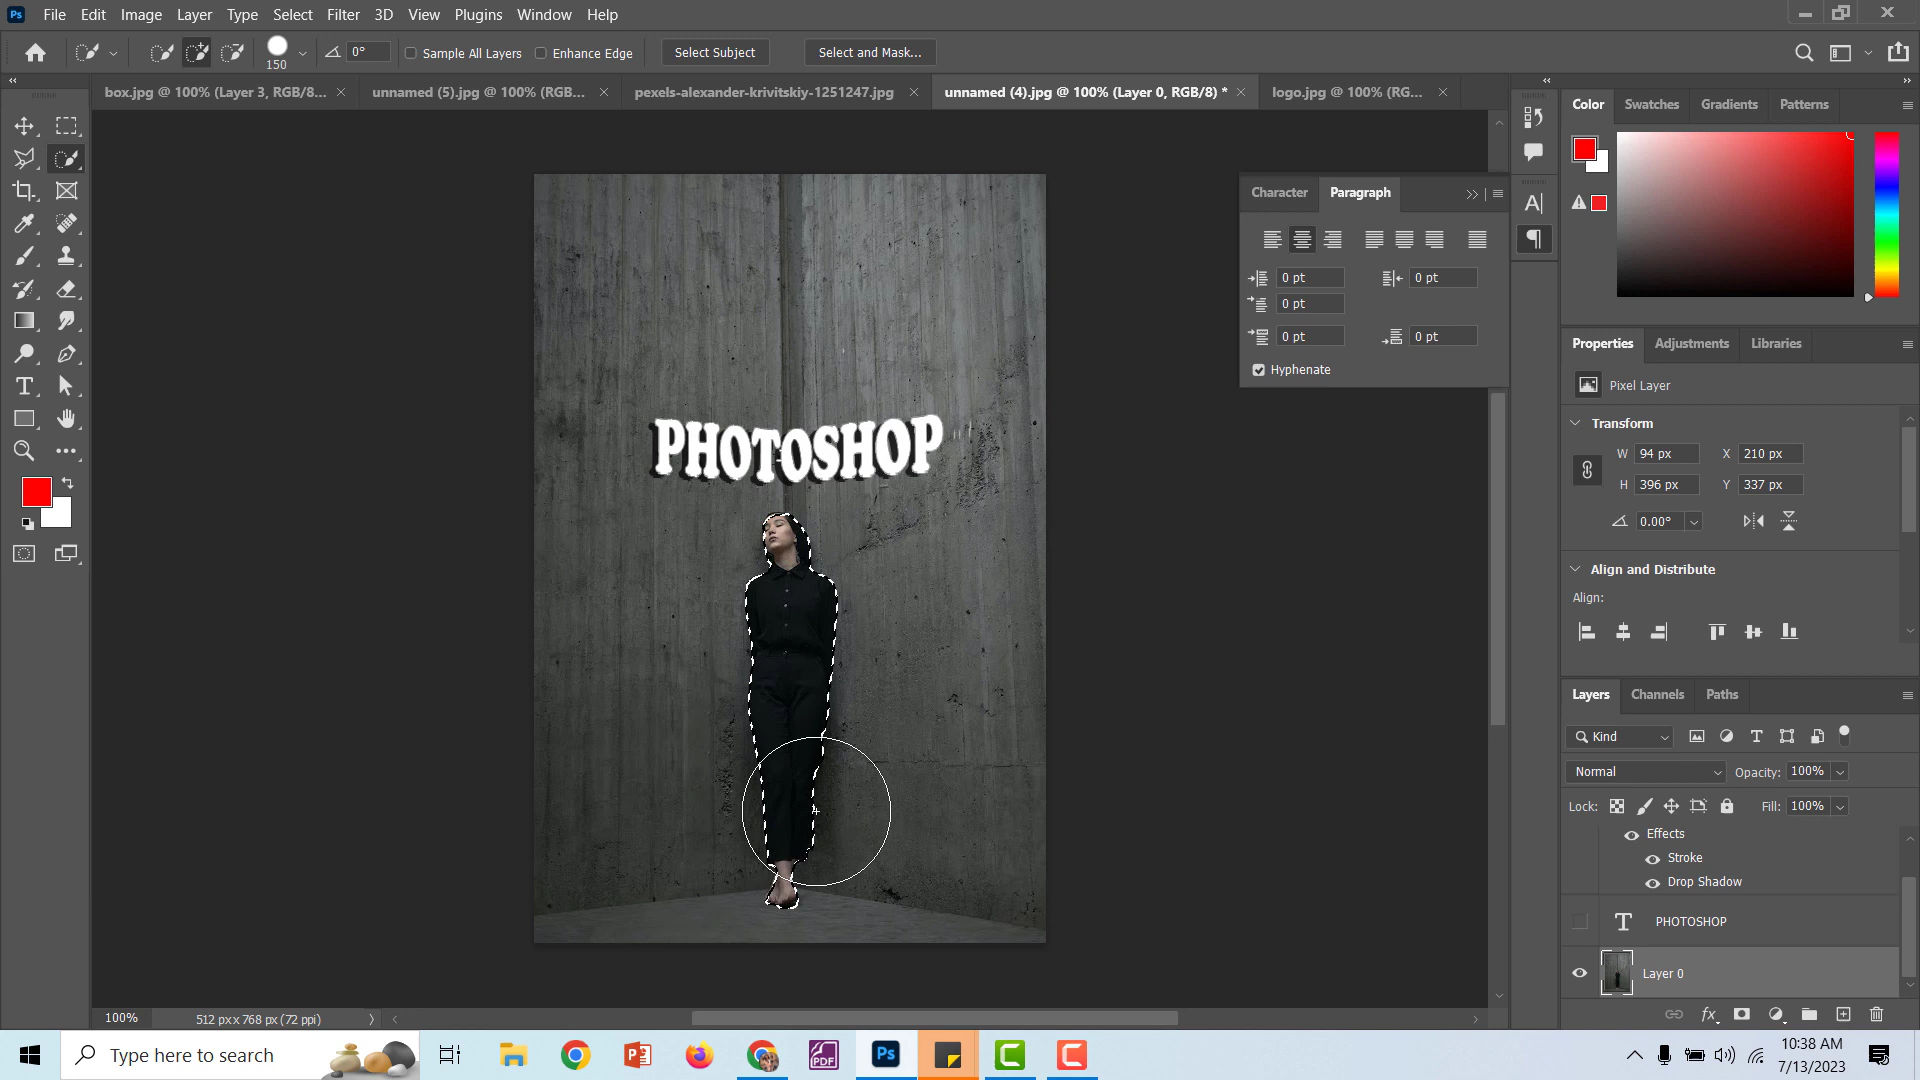 Ps File Edit Image Layer Type Select Filter 3D View Plugins Window Help
150 0° Sample All Layers Enhance Edge Select Subject Select and Mask...
box.jpg @ 100% (Layer 3, RGB/8... unnamed (5).jpg @ 100% (RGB... pexels-alexander-krivitskiy-1251247.jpg unnamed (4).jpg @ 100% (Layer 0, RGB/8) * logo.jpg @ 100% (RG...
Color Swatches Gradients Patterns
Character Paragraph
0 pt 0 pt
0 pt
0 pt 0 pt
Hyphenate
Properties Adjustments Libraries
Pixel Layer
Transform
W 94 px X 210 px
H 396 px Y 337 px
0.00°
Align and Distribute
Align:
PHOTOSHOP
Layers Channels Paths
Kind
Normal Opacity: 100%
Lock: Fill: 100%
Effects
Stroke
Drop Shadow
T PHOTOSHOP
Layer 0
fx
100% 512 px x 768 px (72 ppi)
Type here to search
PDF
Ps
10:38 AM
7/13/2023